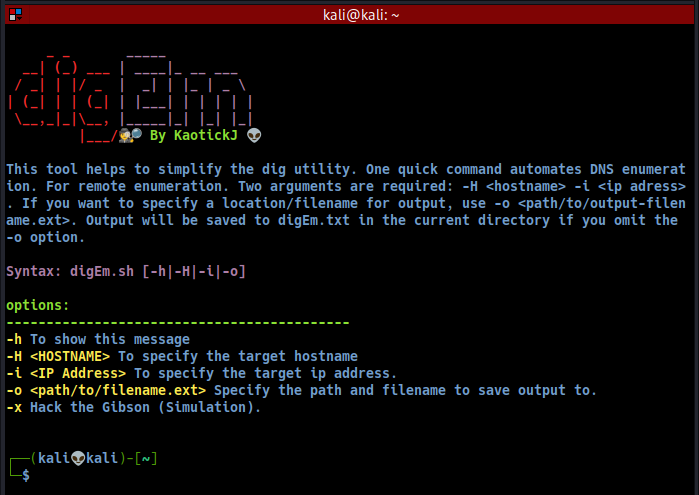 kali@kali: ~
digEm
By KaotickJ
This tool helps to simplify the dig utility. One quick command automates DNS enumerat
ion. For remote enumeration. Two arguments are required: -H <hostname> -i <ip adress>
. If you want to specify a location/filename for output, use -o <path/to/output-filen
ame.ext>. Output will be saved to digEm.txt in the current directory if you omit the
-o option.
Syntax: digEm.sh [-h|-H|-i|-o]
options:
-------------------------------------------
-h To show this message
-H <HOSTNAME> To specify the target hostname
-i <IP Address> To specify the target ip address.
-o <path/to/filename.ext> Specify the path and filename to save output to.
-x Hack the Gibson (Simulation).
┌──(kali👽kali)-[~]
└─$